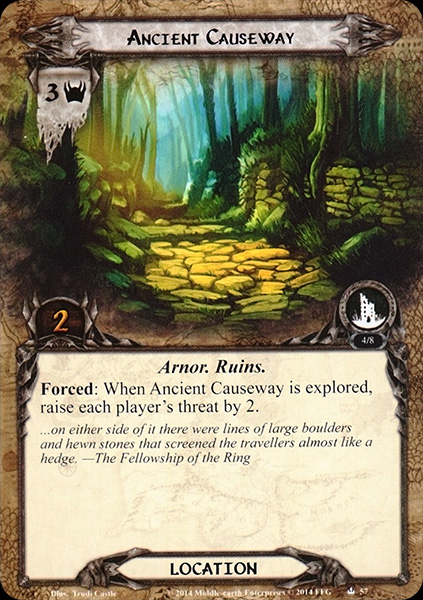 Ancient Causeway
3
2
4/8
Arnor. Ruins.
Forced: When Ancient Causeway is explored,
raise each player's threat by 2.
...on either side of it there were lines of large boulders
and hewn stones that screened the travellers almost like a
hedge. —The Fellowship of the Ring
LOCATION
Illus. Trudi Castle © 2014 Middle-earth Enterprises © 2014 FFG 57